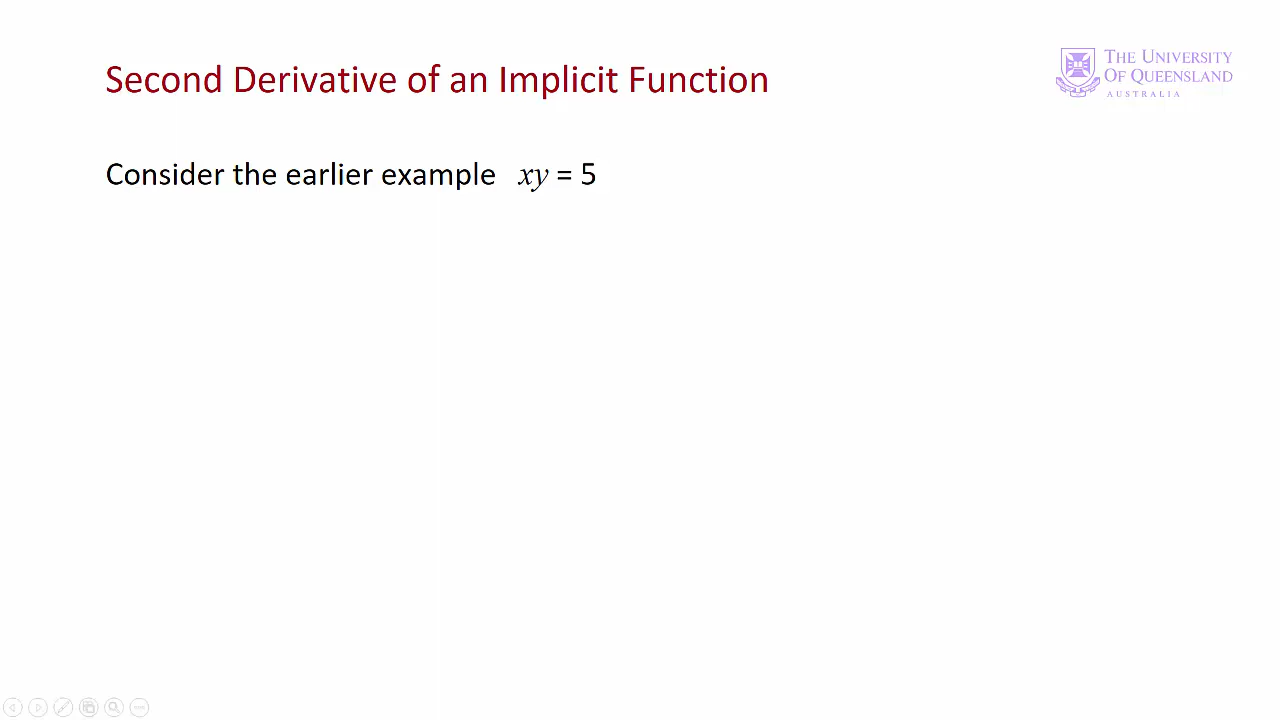 Second Derivative of an Implicit Function
THE UNIVERSITY
OF QUEENSLAND
AUSTRALIA
Consider the earlier example xy = 5